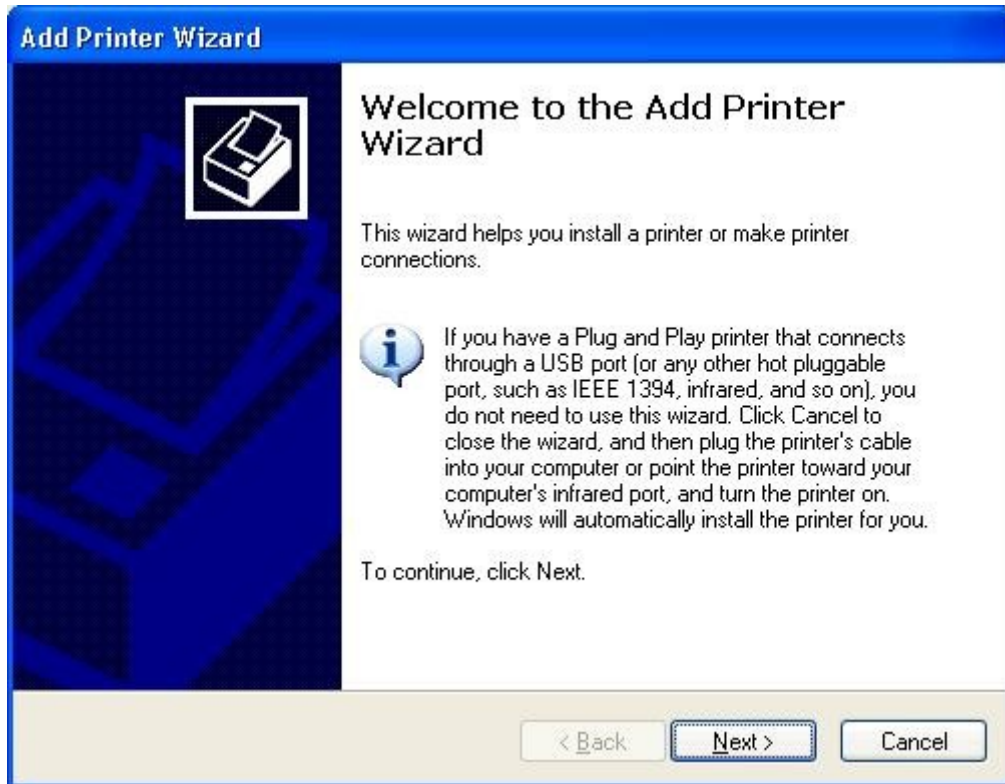 Add Printer Wizard
Welcome to the Add Printer
Wizard
This wizard helps you install a printer or make printer
connections.
If you have a Plug and Play printer that connects
through a USB port (or any other hot pluggable
port, such as IEEE 1394, infrared, and so on), you
do not need to use this wizard. Click Cancel to
close the wizard, and then plug the printer's cable
into your computer or point the printer toward your
computer's infrared port, and turn the printer on.
Windows will automatically install the printer for you.
To continue, click Next.
< Back Next > Cancel